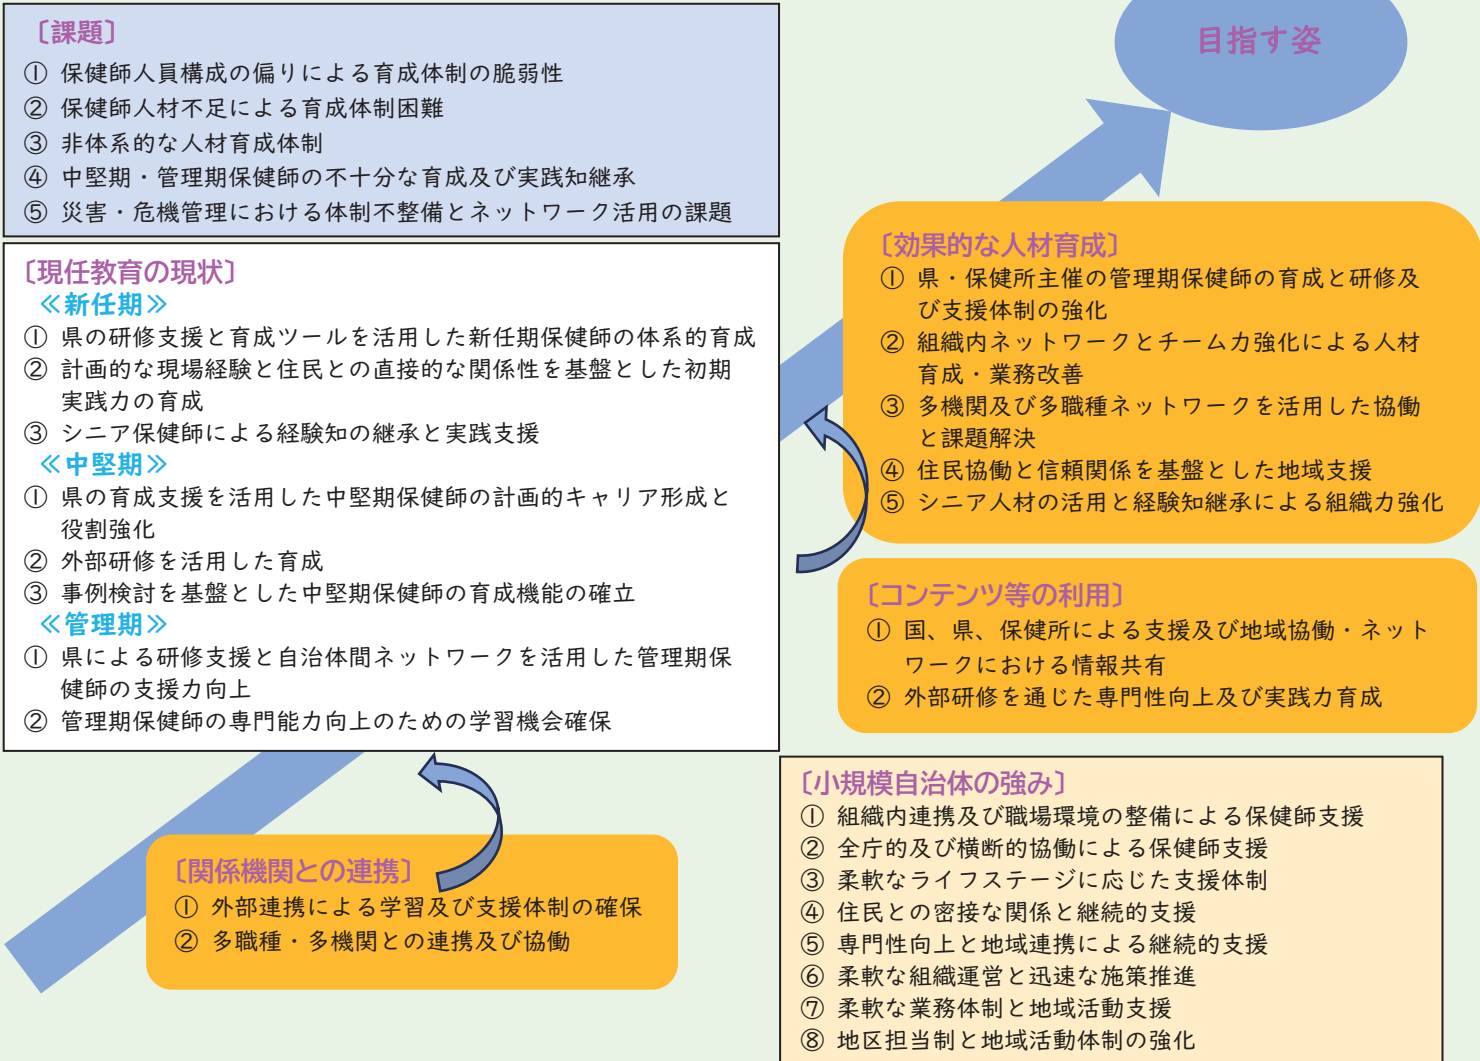 〔課題〕
① 保健師人員構成の偏りによる育成体制の脆弱性
② 保健師人材不足による育成体制困難
③ 非体系的な人材育成体制
④ 中堅期・管理期保健師の不十分な育成及び実践知継承
⑤ 災害・危機管理における体制不整備とネットワーク活用の課題
目指す姿
〔現任教育の現状〕
≪新任期≫
① 県の研修支援と育成ツールを活用した新任期保健師の体系的育成
② 計画的な現場経験と住民との直接的な関係性を基盤とした初期
実践力の育成
③ シニア保健師による経験知の継承と実践支援
≪中堅期≫
① 県の育成支援を活用した中堅期保健師の計画的キャリア形成と
役割強化
② 外部研修を活用した育成
③ 事例検討を基盤とした中堅期保健師の育成機能の確立
≪管理期≫
① 県による研修支援と自治体間ネットワークを活用した管理期保
健師の支援力向上
② 管理期保健師の専門能力向上のための学習機会確保
〔効果的な人材育成〕
① 県・保健所主催の管理期保健師の育成と研修及
び支援体制の強化
② 組織内ネットワークとチーム力強化による人材
育成・業務改善
③ 多機関及び多職種ネットワークを活用した協働
と課題解決
④ 住民協働と信頼関係を基盤とした地域支援
⑤ シニア人材の活用と経験知継承による組織力強化
〔コンテンツ等の利用〕
① 国、県、保健所による支援及び地域協働・ネット
ワークにおける情報共有
② 外部研修を通じた専門性向上及び実践力育成
〔関係機関との連携〕
① 外部連携による学習及び支援体制の確保
② 多職種・多機関との連携及び協働
〔小規模自治体の強み〕
① 組織内連携及び職場環境の整備による保健師支援
② 全庁的及び横断的協働による保健師支援
③ 柔軟なライフステージに応じた支援体制
④ 住民との密接な関係と継続的支援
⑤ 専門性向上と地域連携による継続的支援
⑥ 柔軟な組織運営と迅速な施策推進
⑦ 柔軟な業務体制と地域活動支援
⑧ 地区担当制と地域活動体制の強化